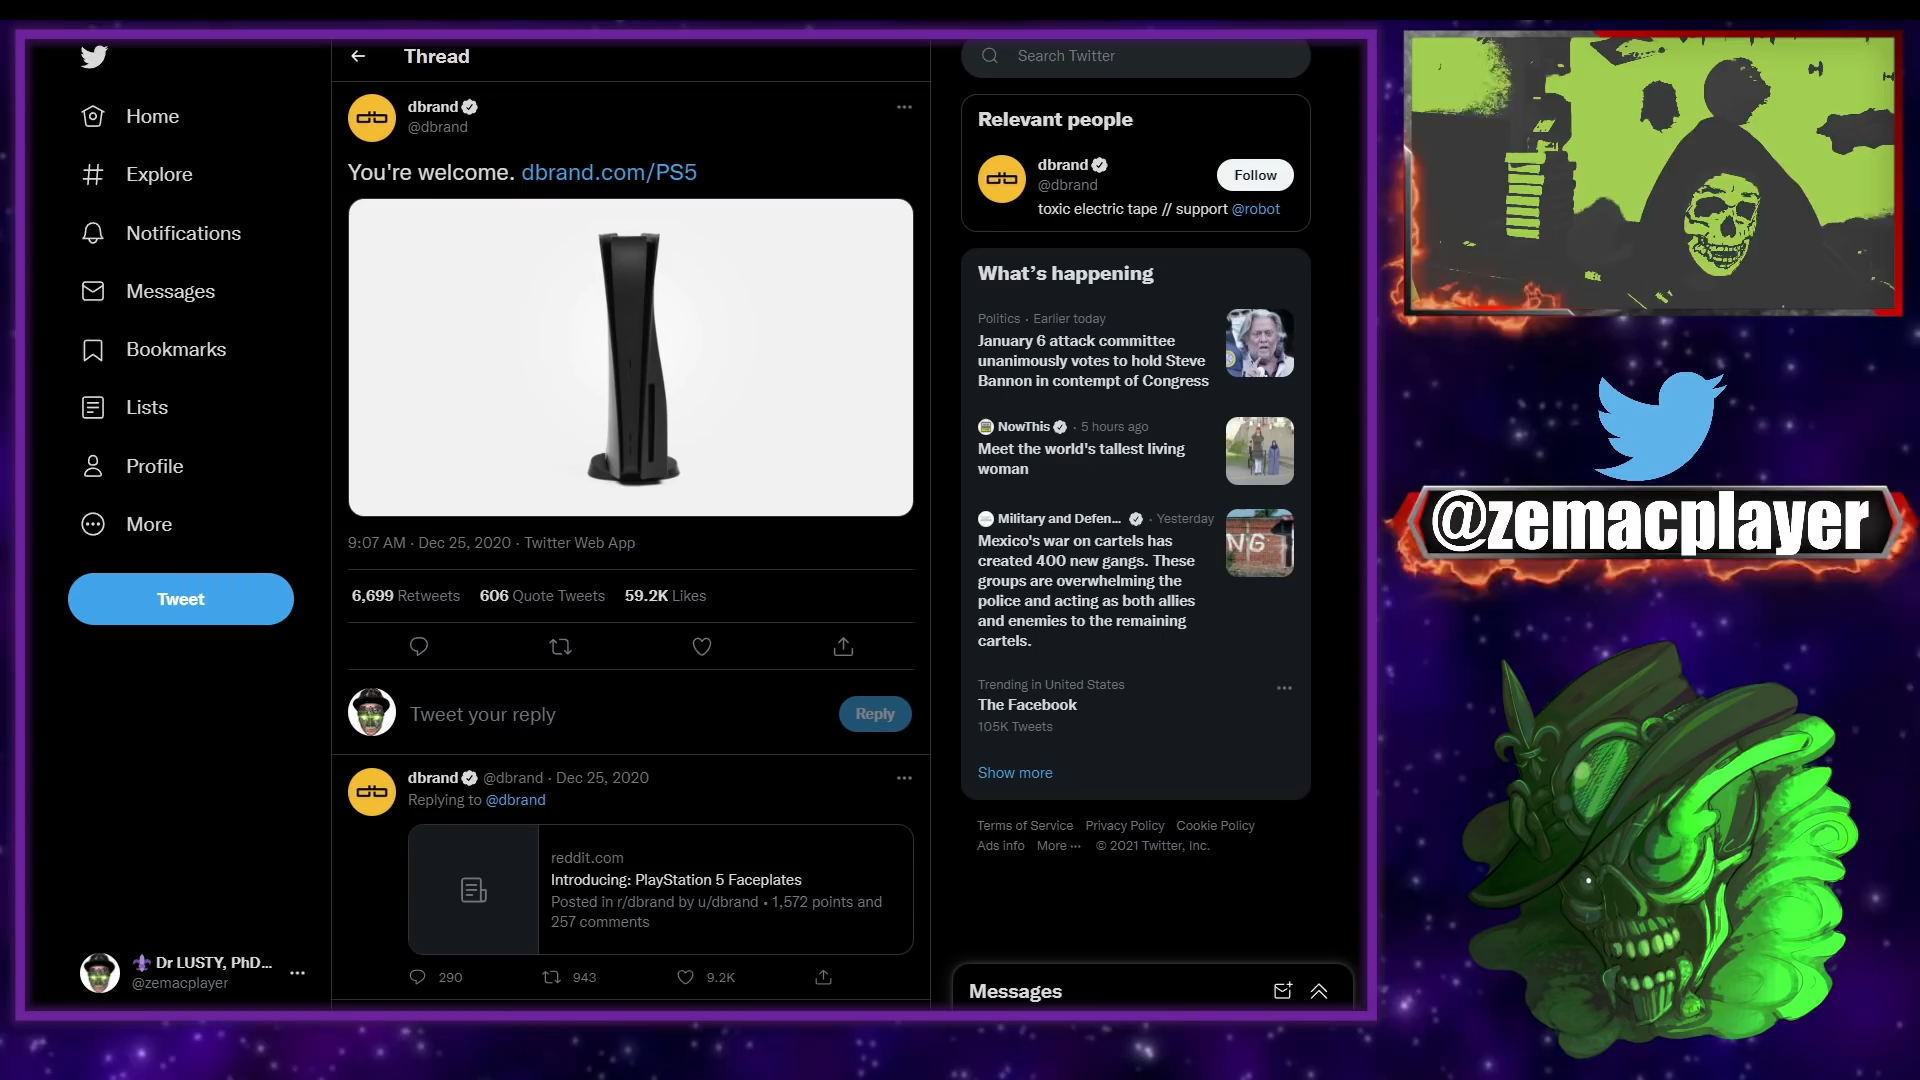 Home
Explore
Notifications
Messages
Bookmarks
Lists
Profile
More
Tweet
Dr LUSTY, PhD...
@zemacplayer
Thread
dbrand
@dbrand
You're welcome. dbrand.com/PS5
9:07 AM · Dec 25, 2020 · Twitter Web App
6,699 Retweets 606 Quote Tweets 59.2K Likes
Tweet your reply
Reply
dbrand @dbrand · Dec 25, 2020
Replying to @dbrand
reddit.com
Introducing: PlayStation 5 Faceplates
Posted in r/dbrand by u/dbrand • 1,572 points and
257 comments
290 943 9.2K
Search Twitter
Relevant people
dbrand
@dbrand
Follow
toxic electric tape // support @robot
What's happening
Politics · Earlier today
January 6 attack committee
unanimously votes to hold Steve
Bannon in contempt of Congress
NowThis · 5 hours ago
Meet the world's tallest living
woman
Military and Defen... · Yesterday
Mexico's war on cartels has
created 400 new gangs. These
groups are overwhelming the
police and acting as both allies
and enemies to the remaining
cartels.
NG
Trending in United States
The Facebook
105K Tweets
Show more
Terms of Service Privacy Policy Cookie Policy
Ads info More ··· © 2021 Twitter, Inc.
Messages
@zemacplayer